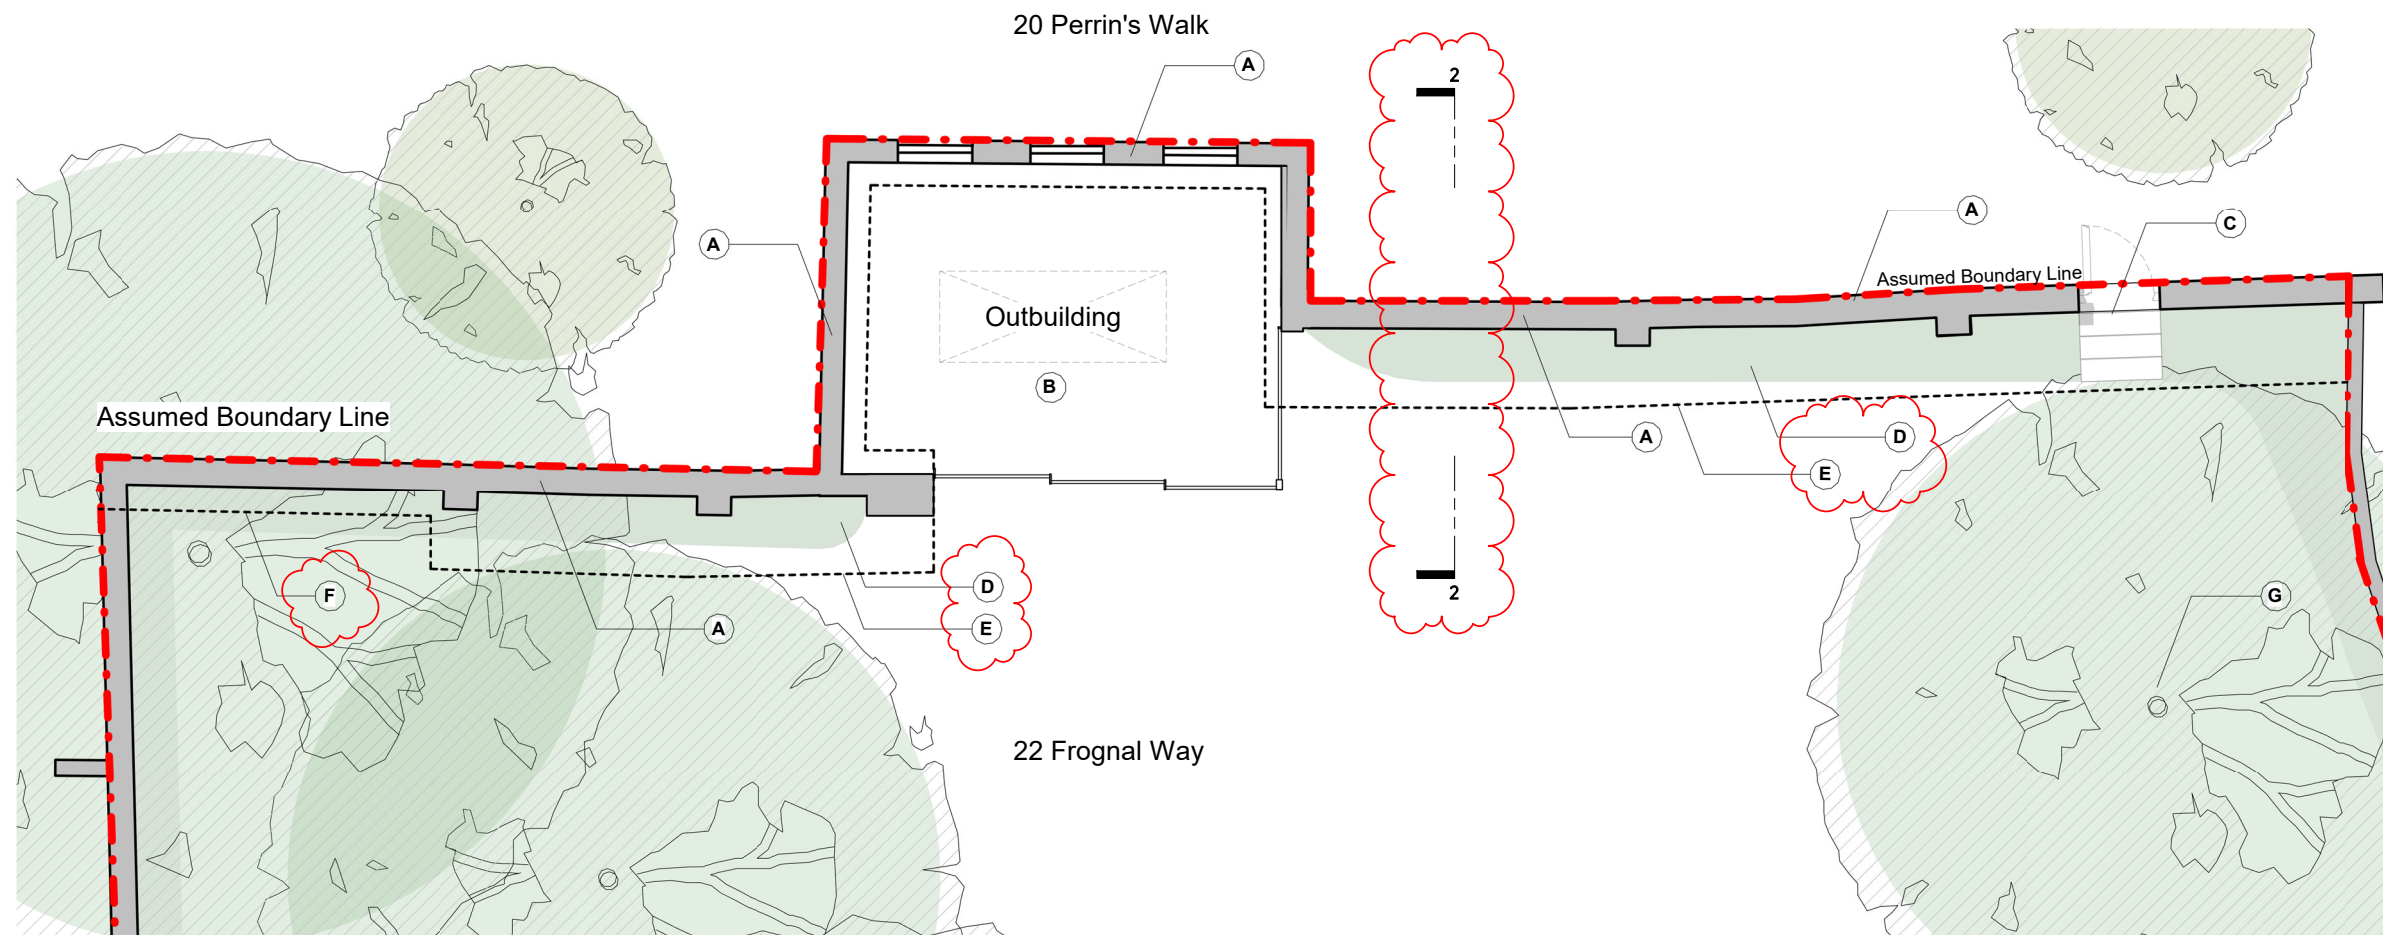 20 Perrin's Walk
A
2
A
C
A
Assumed Boundary Line
Outbuilding
B
Assumed Boundary Line
A
D
E
F
D
2
G
A
E
22 Frognal Way